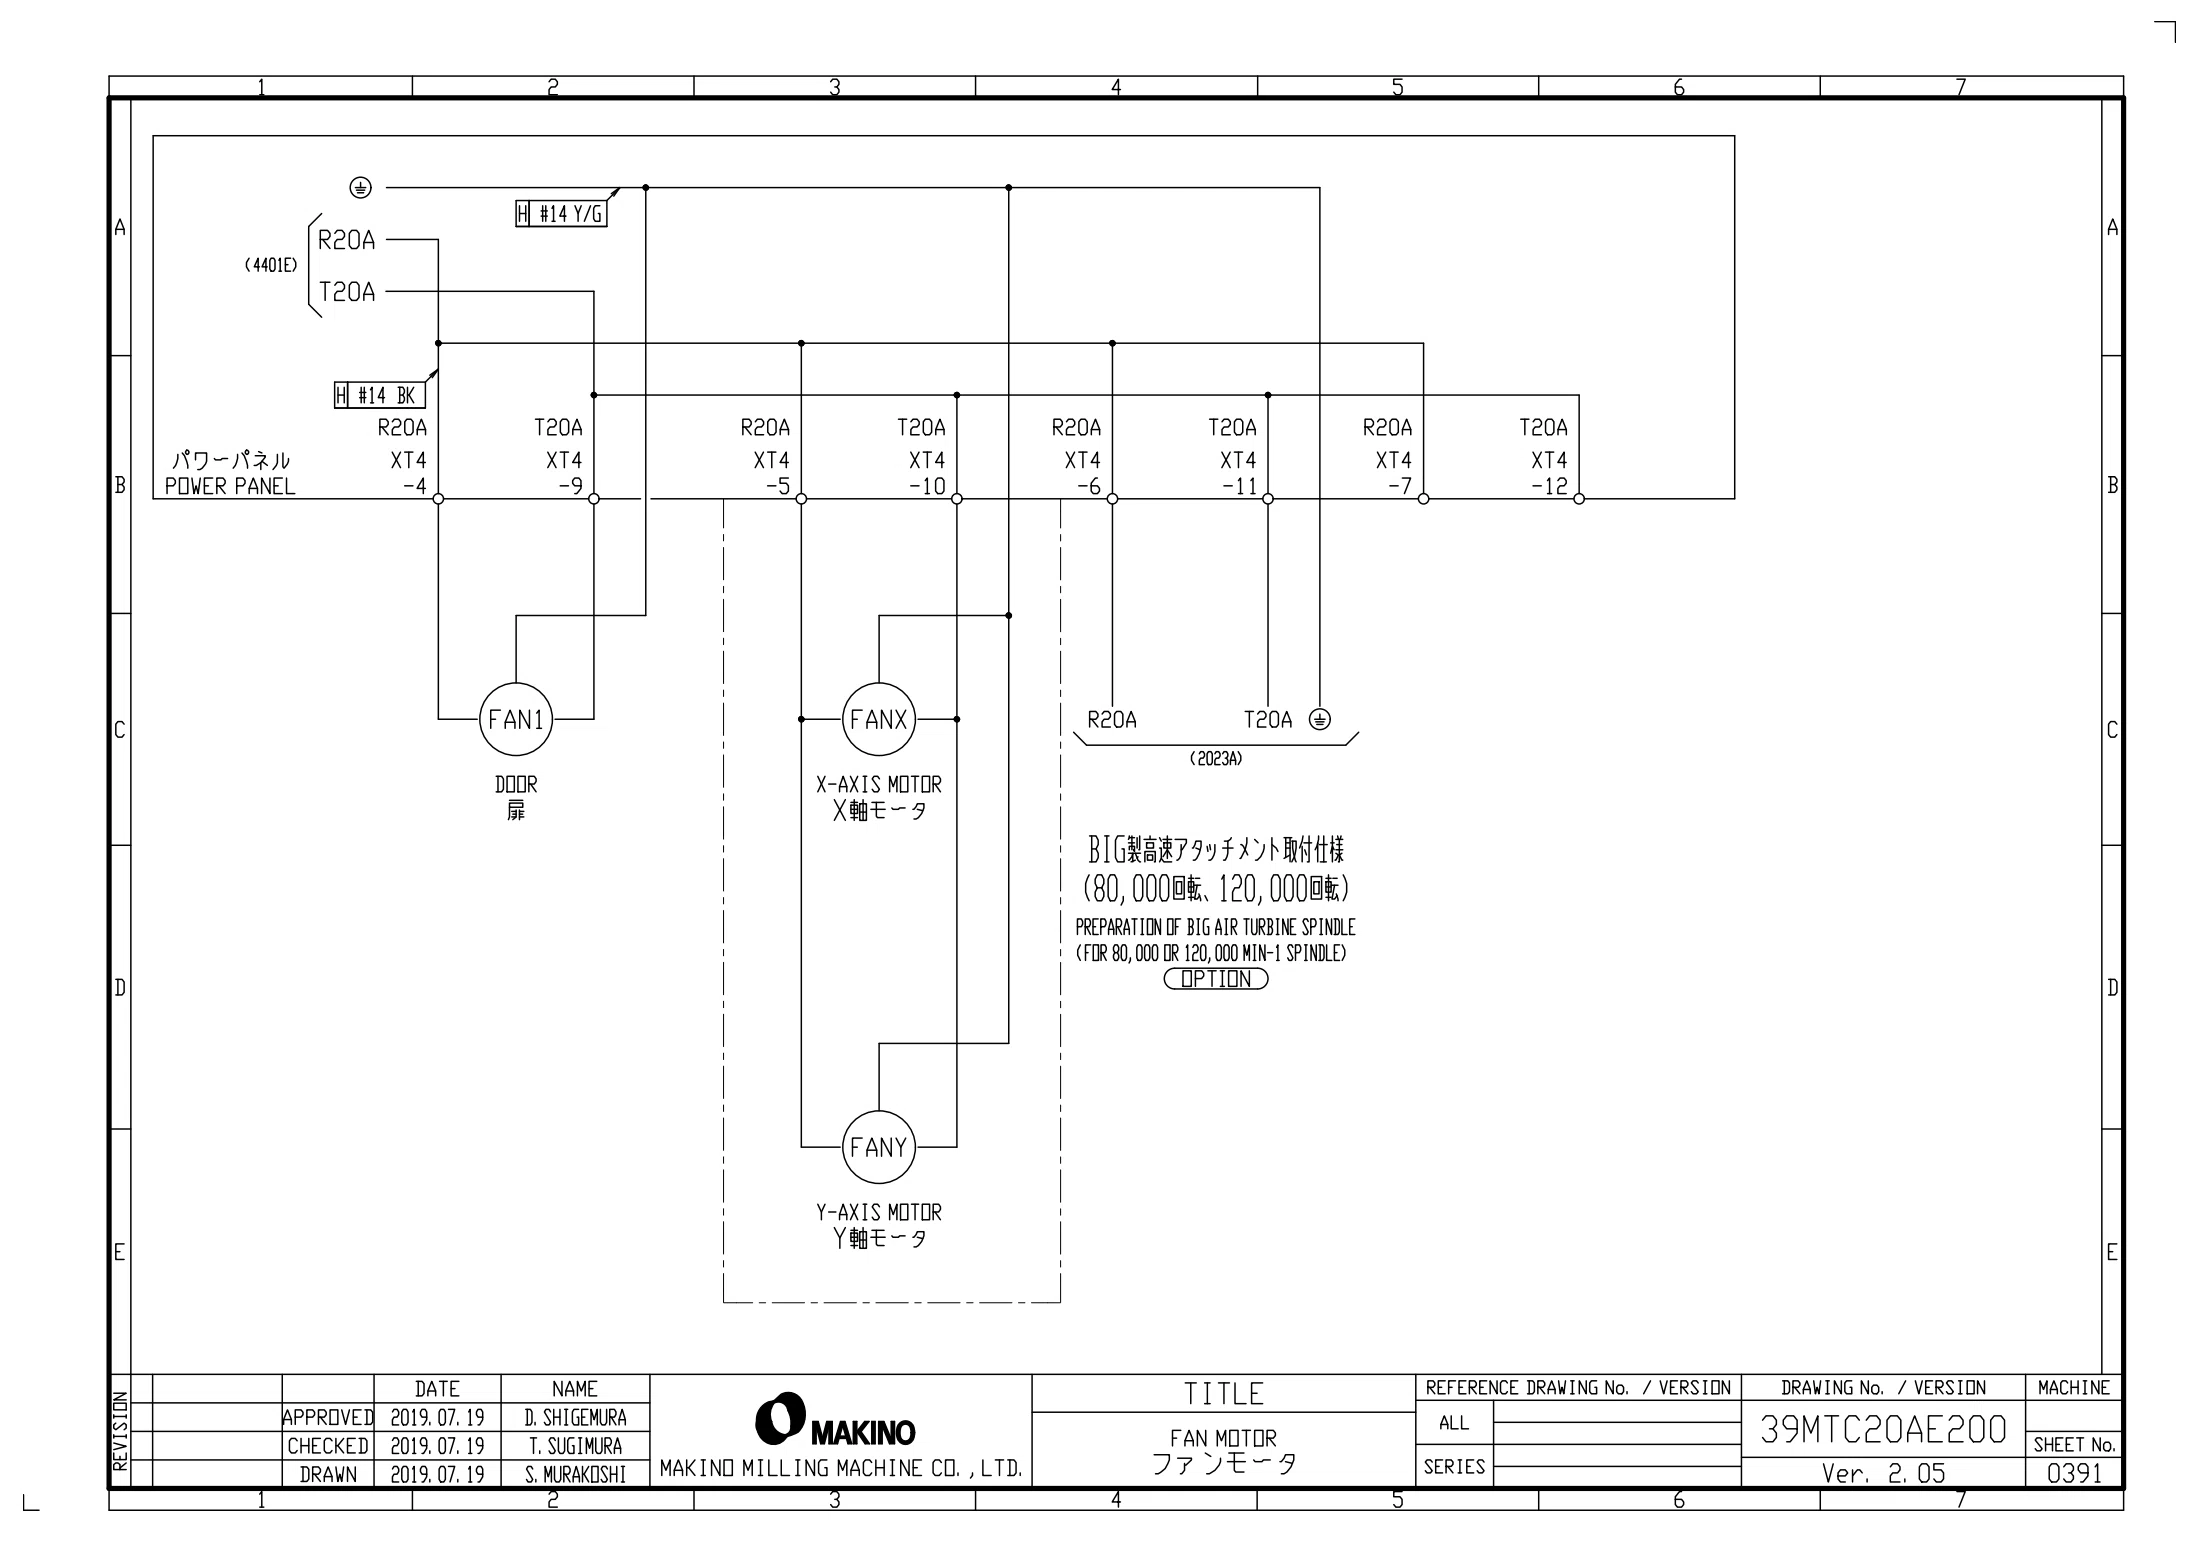 1 2 3 4 5 6 7
A A
⏚
H #14 Y/G
R20A
(4401E)
T20A
H #14 BK
R20A T20A R20A T20A R20A T20A R20A T20A
パワーパネル XT4 XT4 XT4 XT4 XT4 XT4 XT4 XT4
POWER PANEL -4 -9 -5 -10 -6 -11 -7 -12
B B
FAN1 FANX R20A T20A ⏚
C C
(2023A)
DOOR X-AXIS MOTOR
扉 X軸モータ
BIG製高速アタッチメント取付仕様
(80,000回転、120,000回転)
PREPARATION OF BIG AIR TURBINE SPINDLE
(FOR 80,000 OR 120,000 MIN-1 SPINDLE)
OPTION
D D
FANY
Y-AXIS MOTOR
Y軸モータ
E E
REVISION
DATE NAME
APPROVED 2019.07.19 D. SHIGEMURA
CHECKED 2019.07.19 T. SUGIMURA
DRAWN 2019.07.19 S. MURAKOSHI
MAKINO
MAKINO MILLING MACHINE CO.,LTD.
TITLE
FAN MOTOR
ファンモータ
REFERENCE DRAWING No. / VERSION
ALL
SERIES
DRAWING No. / VERSION
39MTC20AE200
Ver. 2.05
MACHINE
SHEET No.
0391
1 2 3 4 5 6 7